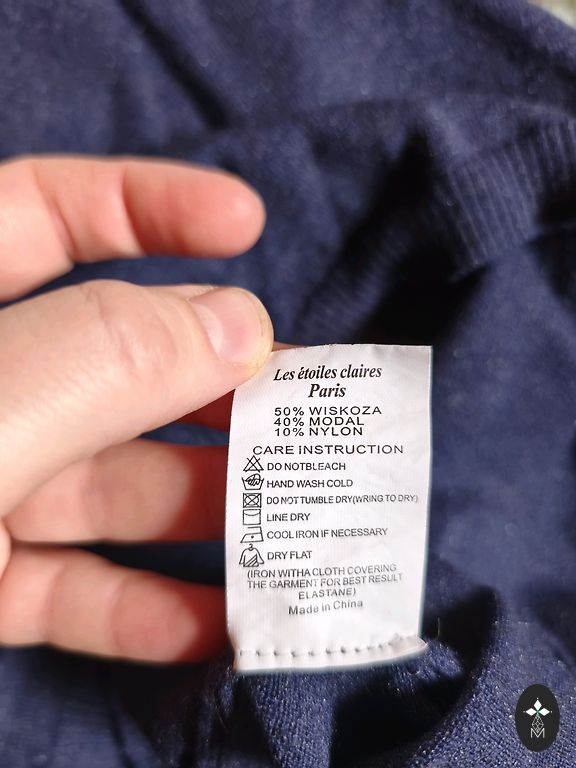 Les étoiles claires
Paris
50% WISKOZA
40% MODAL
10% NYLON
CARE INSTRUCTION
DO NOTBLEACH
HAND WASH COLD
DO NOT TUMBLE DRY(WRING TO DRY)
LINE DRY
COOL IRON IF NECESSARY
DRY FLAT
(IRON WITHA CLOTH COVERING
THE GARMENT FOR BEST RESULT
ELASTANE)
Made in China
M